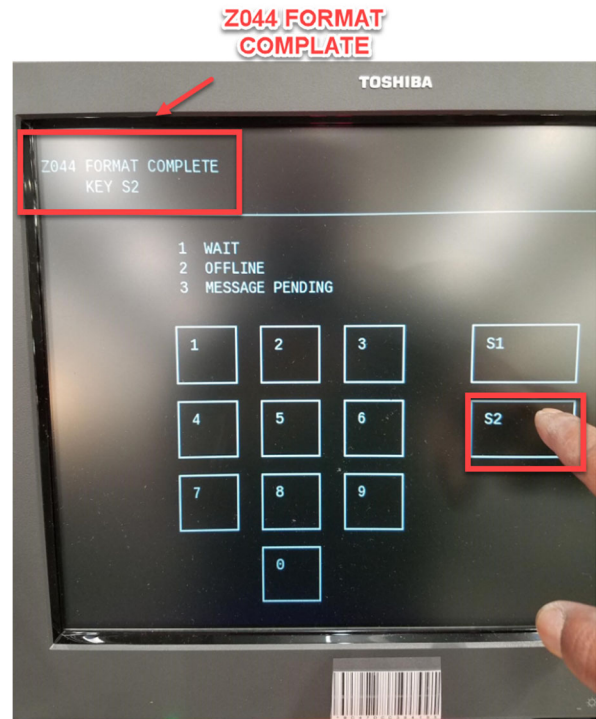 Z044 FORMAT
COMPLATE
TOSHIBA
Z044 FORMAT COMPLETE
KEY S2
1 WAIT
2 OFFLINE
3 MESSAGE PENDING
1 2 3 S1
4 5 6 S2
7 8 9
0